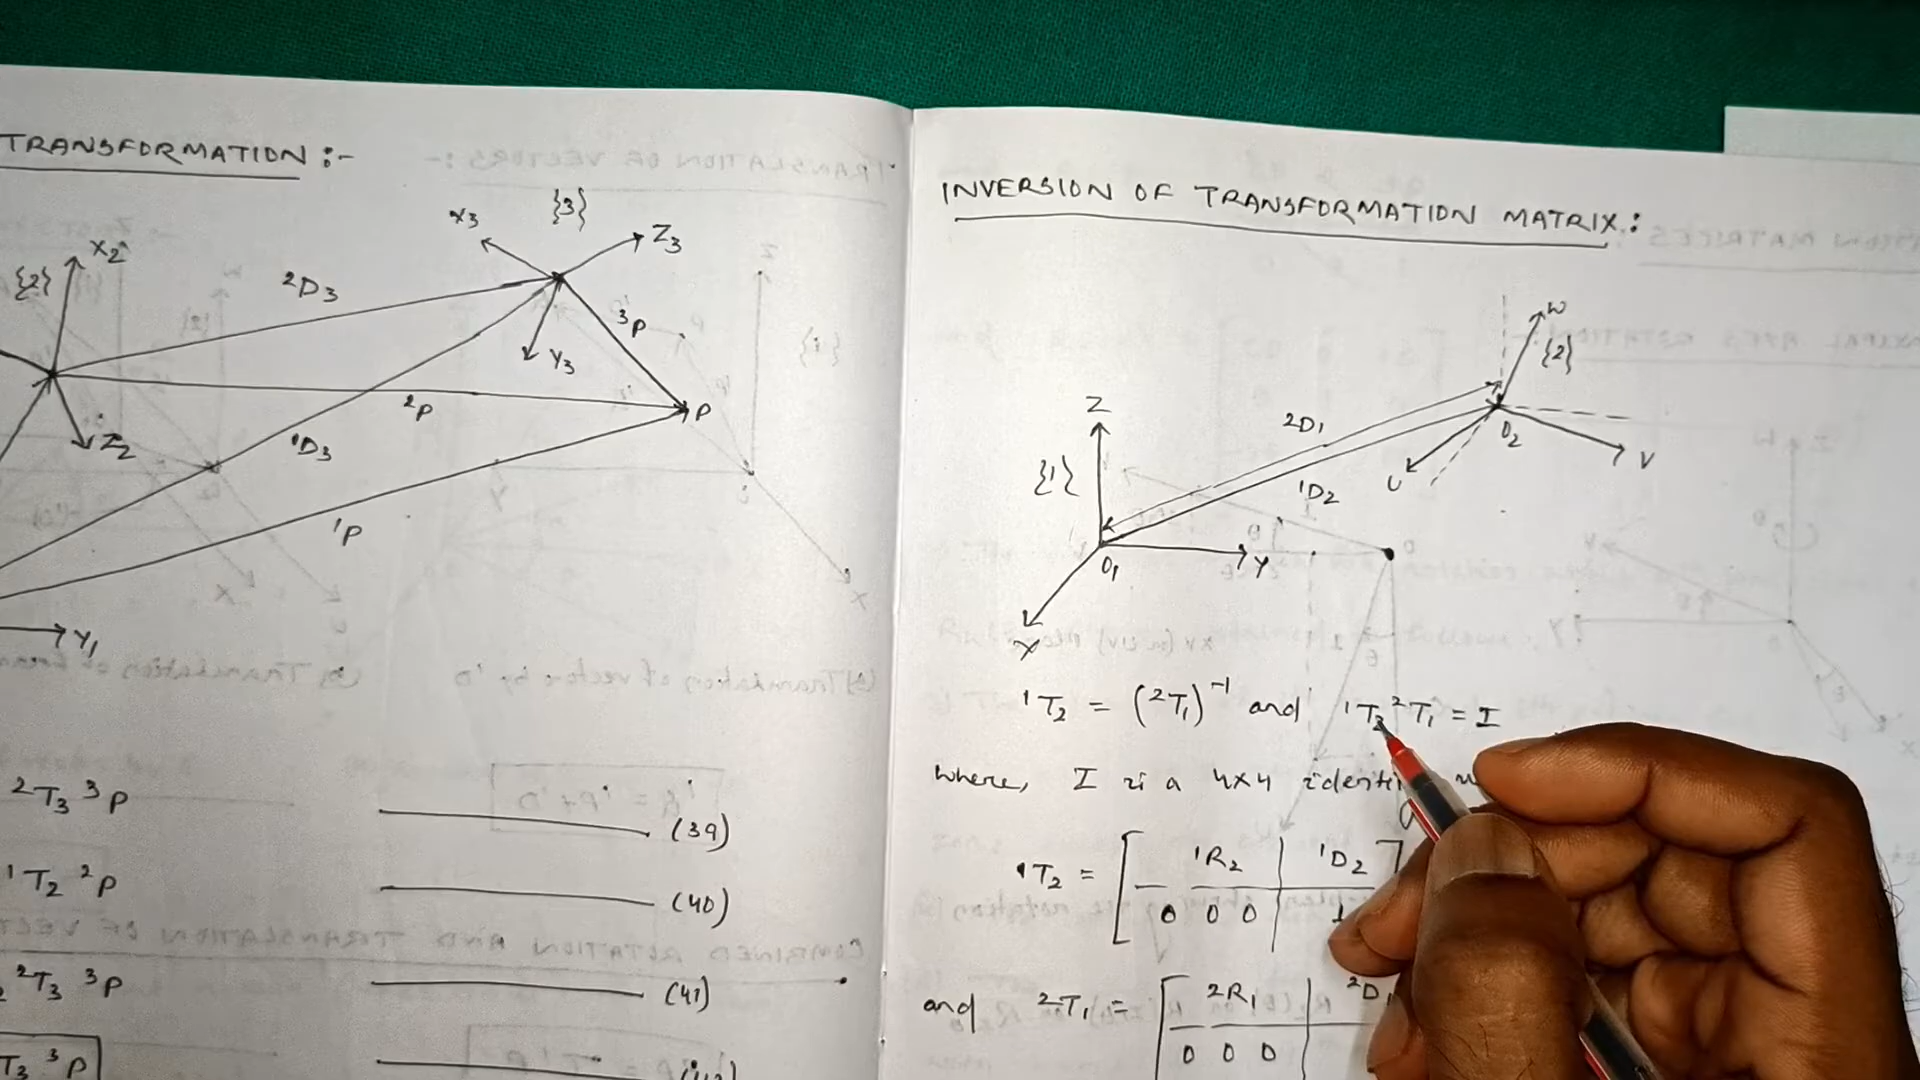 TRANSFORMATION :-
{3}
X3
Z3
Y3
X2
{2}
Z2
2D3
3P
2P
P
1D3
1P
Y1
2T3 3P (39)
1T2 2P (40)
2T3 3P (41)
T3 3P
INVERSION OF TRANSFORMATION MATRIX:
W
{2}
Z
2D1
O2
V
{1}
U
1D2
O1
Y
X
1T2 = (2T1)-1 and 1T2 2T1 = I
where, I is a 4x4
1T2 = [ 1R2 | 1D2 ]
0 0 0 | 1
and 2T1 = [ 2R1 | 2D1
0 0 0